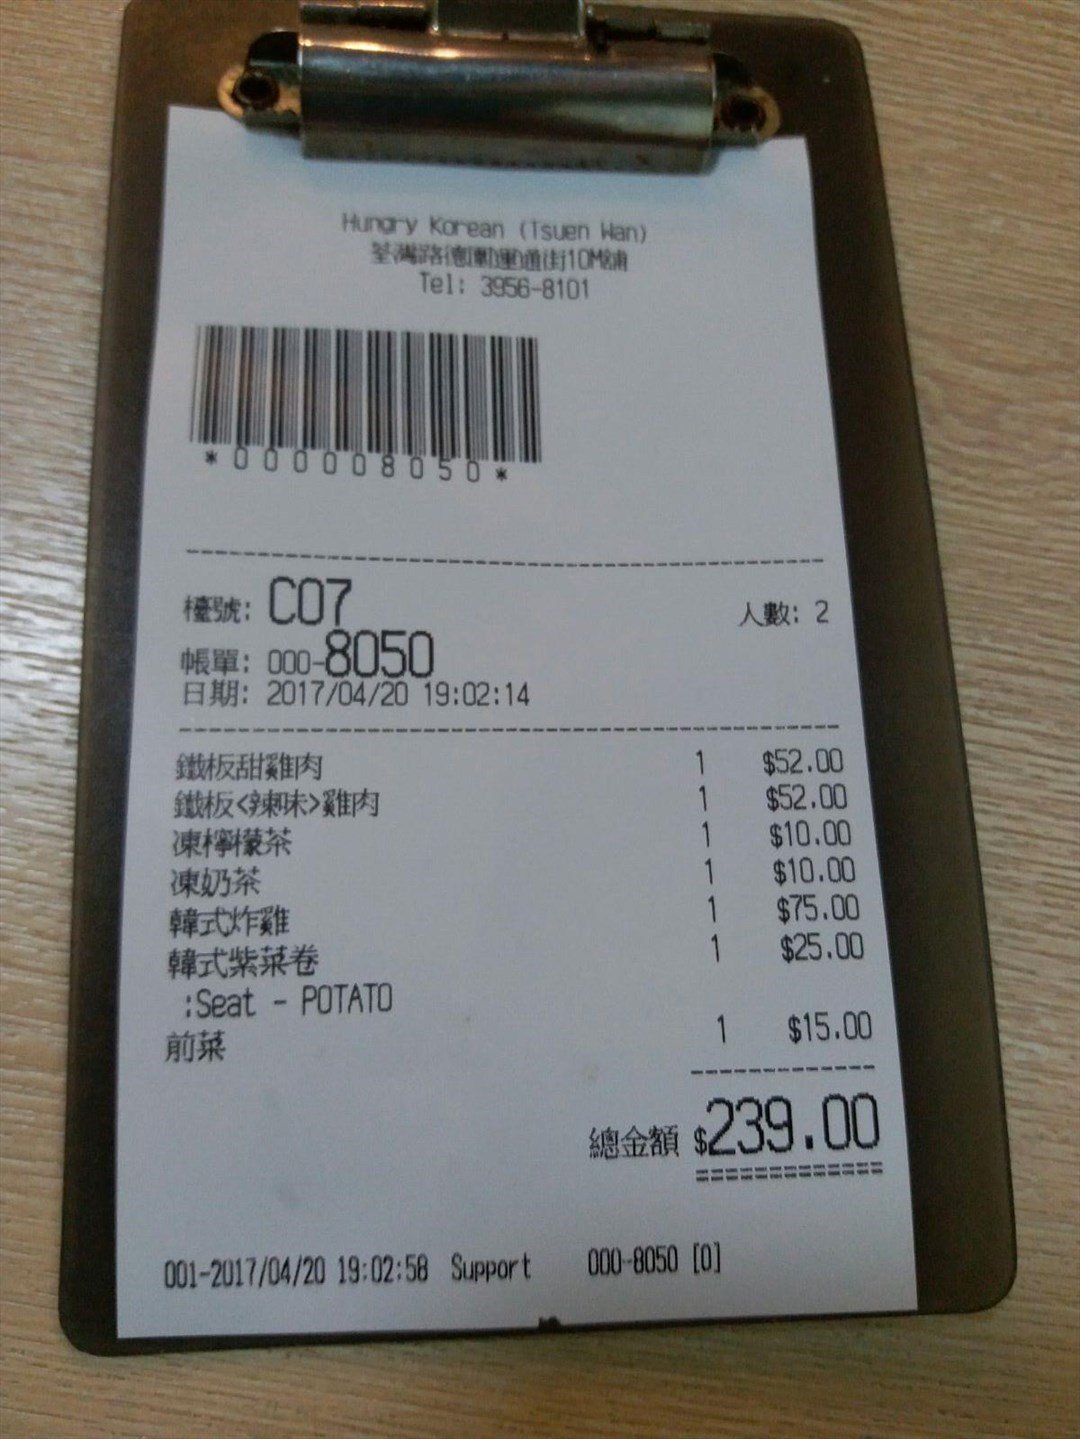 Hungry Korean (Tsuen Wan)
荃灣路德圍運通街10M舖
Tel: 3956-8101
*000008050*
檯號: C07 人數: 2
帳單: 000-8050
日期: 2017/04/20 19:02:14
鐵板甜雞肉 1 $52.00
鐵板<辣味>雞肉 1 $52.00
凍檸檬茶 1 $10.00
凍奶茶 1 $10.00
韓式炸雞 1 $75.00
韓式紫菜卷 1 $25.00
:Seat - POTATO
前菜 1 $15.00
總金額 $239.00
001-2017/04/20 19:02:58 Support 000-8050 [0]